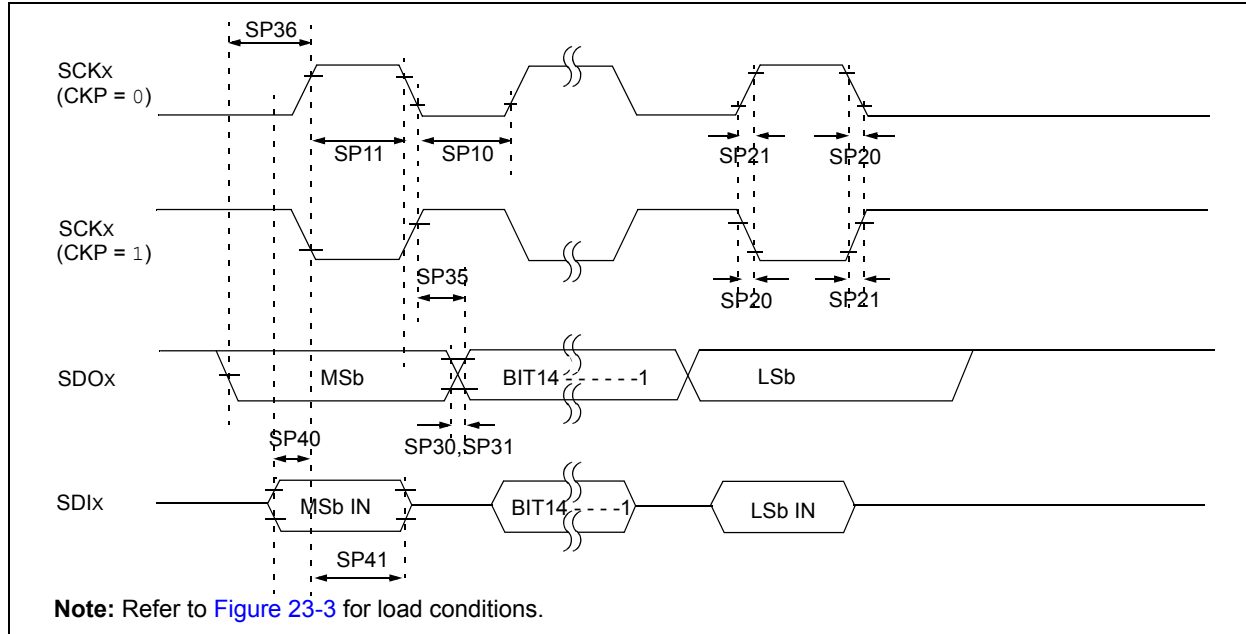 SP36
SCKx
(CKP = 0)
SP11
SP10
SP21
SP20
SCKx
(CKP = 1)
SP35
SP20
SP21
SDOx
MSb
BIT14 - - - - - -1
LSb
SP40
SP30,SP31
SDIx
MSb IN
BIT14 - - - -1
LSb IN
SP41
Note: Refer to Figure 23-3 for load conditions.